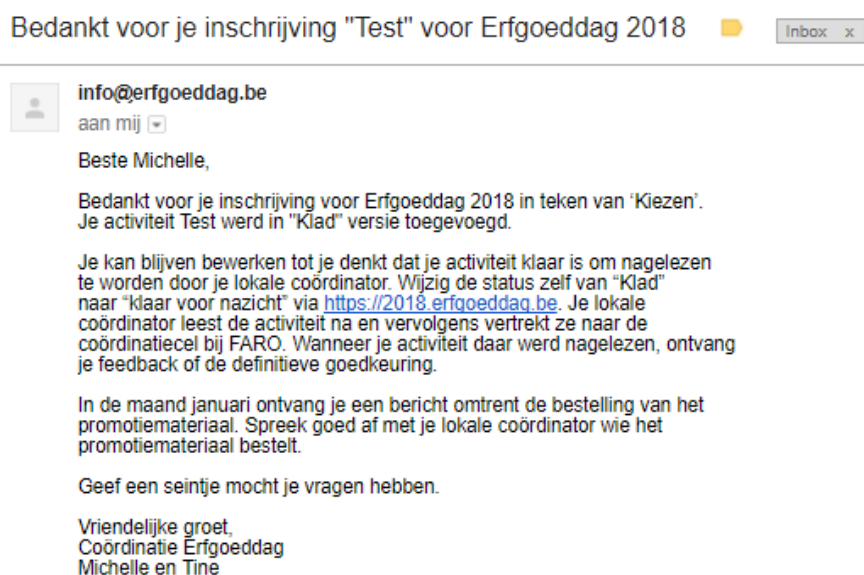 Bedankt voor je inschrijving "Test" voor Erfgoeddag 2018
Inbox x
info@erfgoeddag.be
aan mij
Beste Michelle,
Bedankt voor je inschrijving voor Erfgoeddag 2018 in teken van ‘Kiezen’.
Je activiteit Test werd in "Klad" versie toegevoegd.
Je kan blijven bewerken tot je denkt dat je activiteit klaar is om nagelezen
te worden door je lokale coördinator. Wijzig de status zelf van “Klad”
naar “klaar voor nazicht” via https://2018.erfgoeddag.be. Je lokale
coördinator leest de activiteit na en vervolgens vertrekt ze naar de
coördinatiecel bij FARO. Wanneer je activiteit daar werd nagelezen, ontvang
je feedback of de definitieve goedkeuring.
In de maand januari ontvang je een bericht omtrent de bestelling van het
promotiemateriaal. Spreek goed af met je lokale coördinator wie het
promotiemateriaal bestelt.
Geef een seintje mocht je vragen hebben.
Vriendelijke groet,
Coördinatie Erfgoeddag
Michelle en Tine